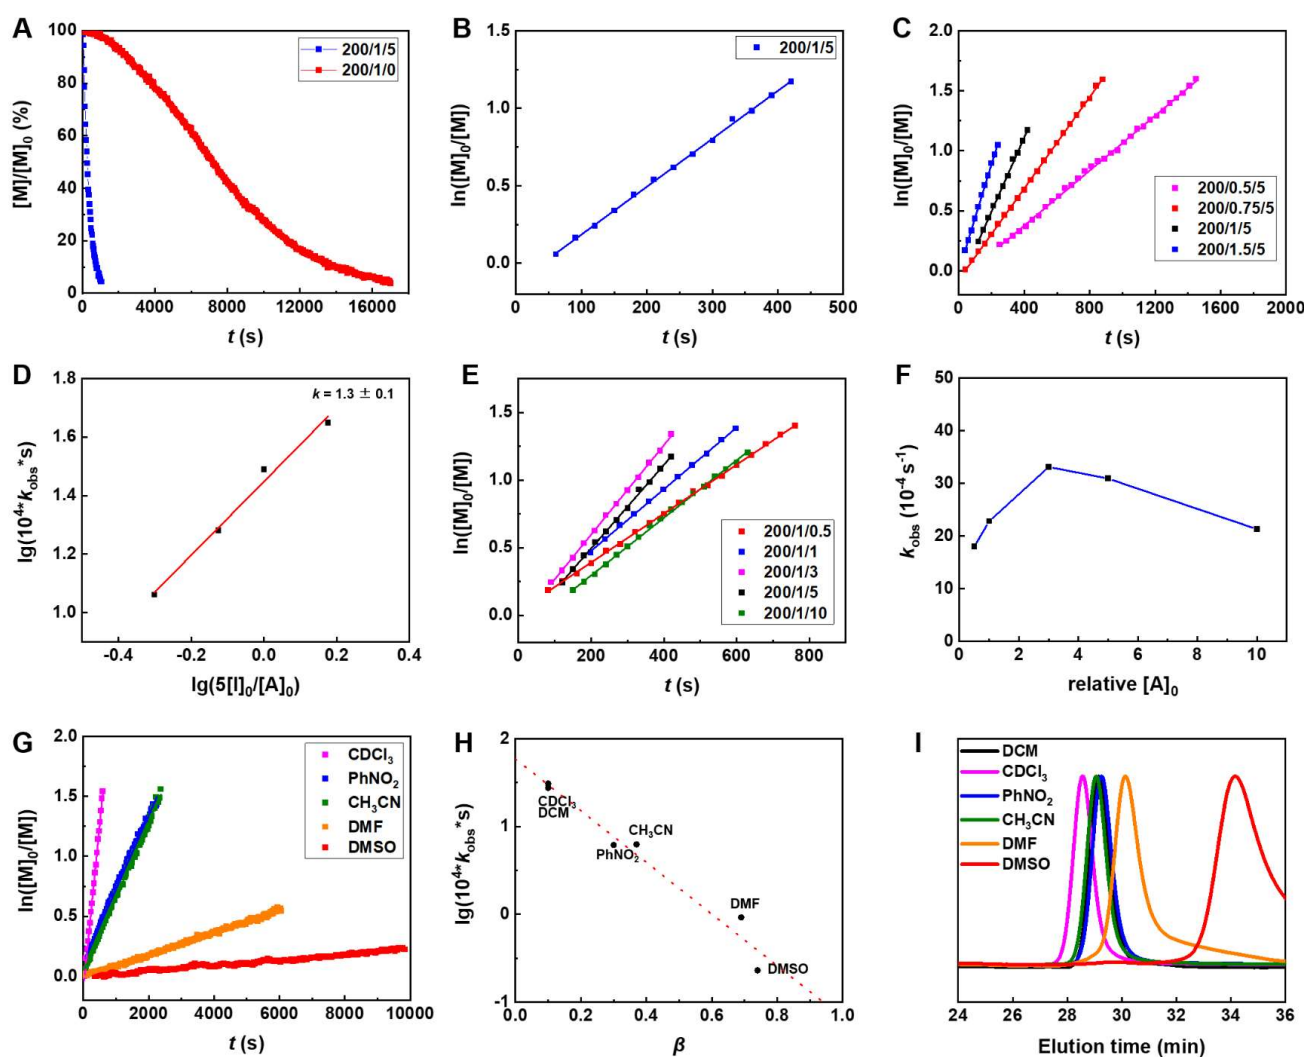 A
[M]/[M]₀ (%)
100
80
60
40
20
0
200/1/5
200/1/0
0
4000
8000
12000
16000
t (s)
B
ln([M]₀/[M])
1.5
1.0
0.5
0.0
200/1/5
0
100
200
300
400
500
t (s)
C
ln([M]₀/[M])
2.0
1.5
1.0
0.5
0.0
200/0.5/5
200/0.75/5
200/1/5
200/1.5/5
0
400
800
1200
1600
2000
t (s)
D
lg(10⁴*kobs*s)
1.8
1.6
1.4
1.2
1.0
k = 1.3 ± 0.1
-0.4
-0.2
0.0
0.2
0.4
lg(5[I]₀/[A]₀)
E
ln([M]₀/[M])
1.5
1.0
0.5
0.0
200/1/0.5
200/1/1
200/1/3
200/1/5
200/1/10
0
200
400
600
800
t (s)
F
kobs (10⁻⁴ s⁻¹)
50
40
30
20
10
0
0
2
4
6
8
10
relative [A]₀
G
ln([M]₀/[M])
2.0
1.5
1.0
0.5
0.0
CDCl₃
PhNO₂
CH₃CN
DMF
DMSO
0
2000
4000
6000
8000
10000
t (s)
H
lg(10⁴*kobs*s)
2
1
0
-1
CDCl₃
DCM
CH₃CN
PhNO₂
DMF
DMSO
0.0
0.2
0.4
0.6
0.8
1.0
β
I
DCM
CDCl₃
PhNO₂
CH₃CN
DMF
DMSO
24
26
28
30
32
34
36
Elution time (min)